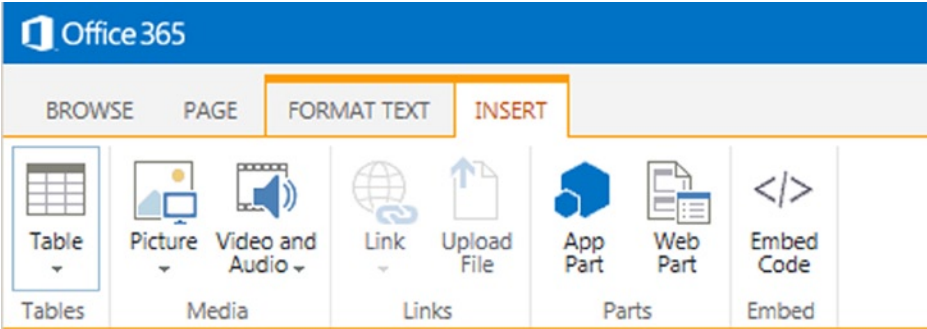 Office 365
BROWSE PAGE FORMAT TEXT INSERT
Table Picture Video and Audio Link Upload File App Part Web Part Embed Code
Tables Media Links Parts Embed